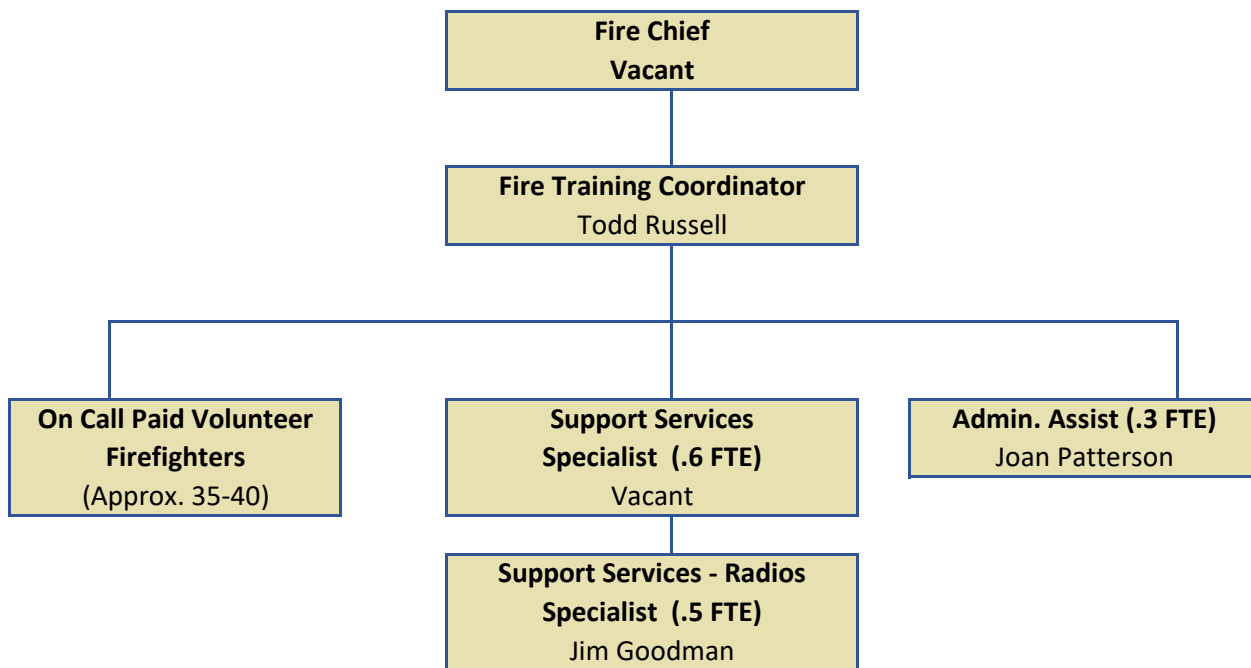 Fire Chief
Vacant
Fire Training Coordinator
Todd Russell
On Call Paid Volunteer
Firefighters
(Approx. 35-40)
Support Services
Specialist  (.6 FTE)
Vacant
Admin. Assist (.3 FTE)
Joan Patterson
Support Services - Radios
Specialist  (.5 FTE)
Jim Goodman